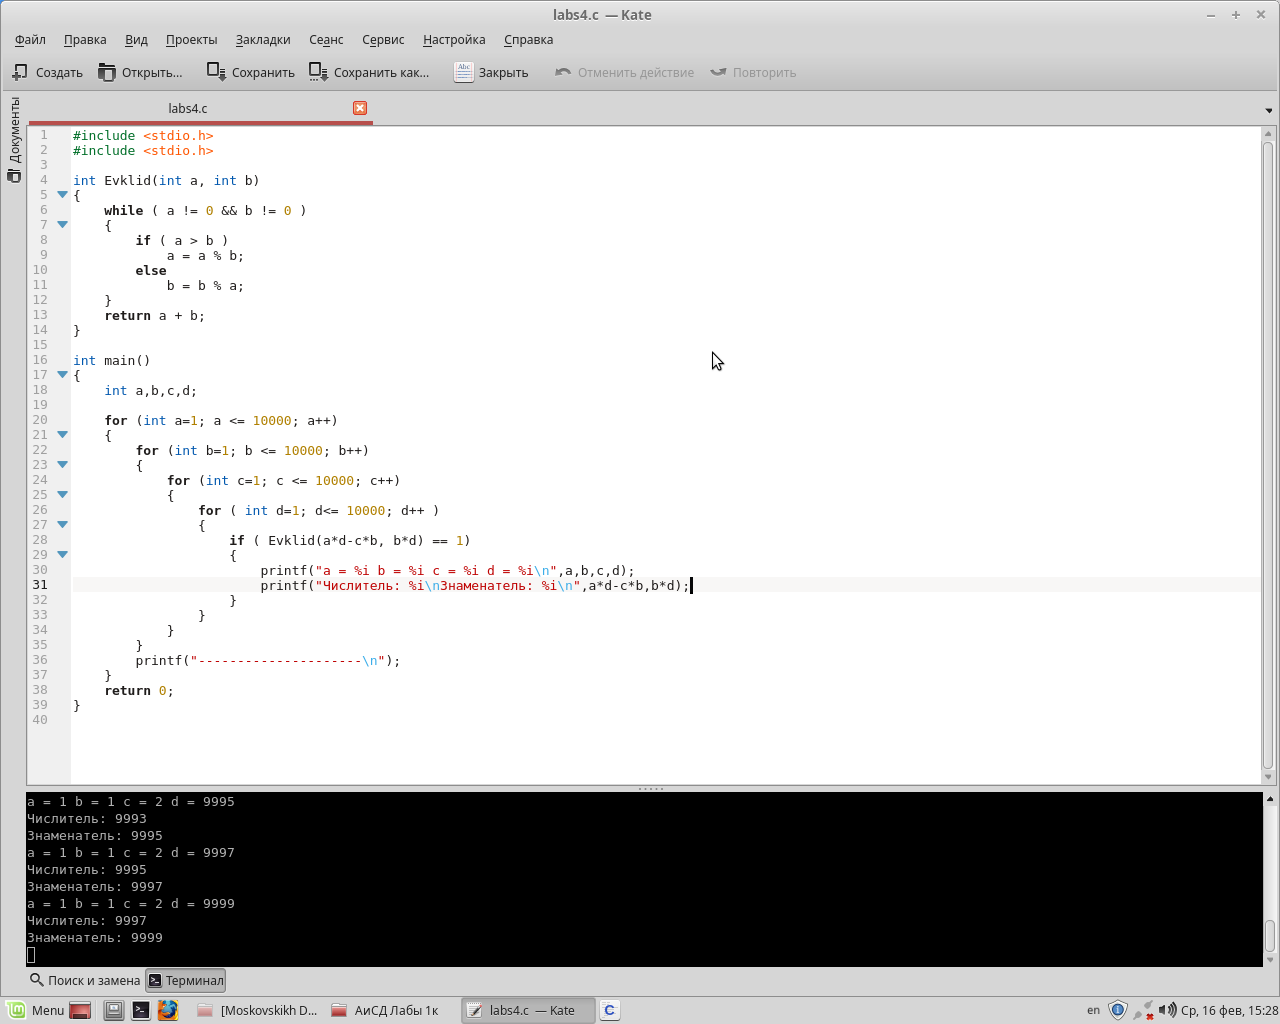 labs4.c — Kate
Файл Правка Вид Проекты Закладки Сеанс Сервис Настройка Справка
Создать Открыть... Сохранить Сохранить как... Закрыть Отменить действие Повторить
Документы
labs4.c
1 #include <stdio.h>
2 #include <stdio.h>
3
4 int Evklid(int a, int b)
5 {
6     while ( a != 0 && b != 0 )
7     {
8         if ( a > b )
9             a = a % b;
10         else
11             b = b % a;
12     }
13     return a + b;
14 }
15
16 int main()
17 {
18     int a,b,c,d;
19
20     for (int a=1; a <= 10000; a++)
21     {
22         for (int b=1; b <= 10000; b++)
23         {
24             for (int c=1; c <= 10000; c++)
25             {
26                 for ( int d=1; d<= 10000; d++ )
27                 {
28                     if ( Evklid(a*d-c*b, b*d) == 1)
29                     {
30                         printf("a = %i b = %i c = %i d = %i\n",a,b,c,d);
31                         printf("Числитель: %i\nЗнаменатель: %i\n",a*d-c*b,b*d);
32                     }
33                 }
34             }
35         }
36         printf("---------------------\n");
37     }
38     return 0;
39 }
40
a = 1 b = 1 c = 2 d = 9995
Числитель: 9993
Знаменатель: 9995
a = 1 b = 1 c = 2 d = 9997
Числитель: 9995
Знаменатель: 9997
a = 1 b = 1 c = 2 d = 9999
Числитель: 9997
Знаменатель: 9999
Поиск и замена Терминал
Menu [Moskovskikh D... АиСД Лабы 1к labs4.c — Kate C en Ср, 16 фев, 15:28